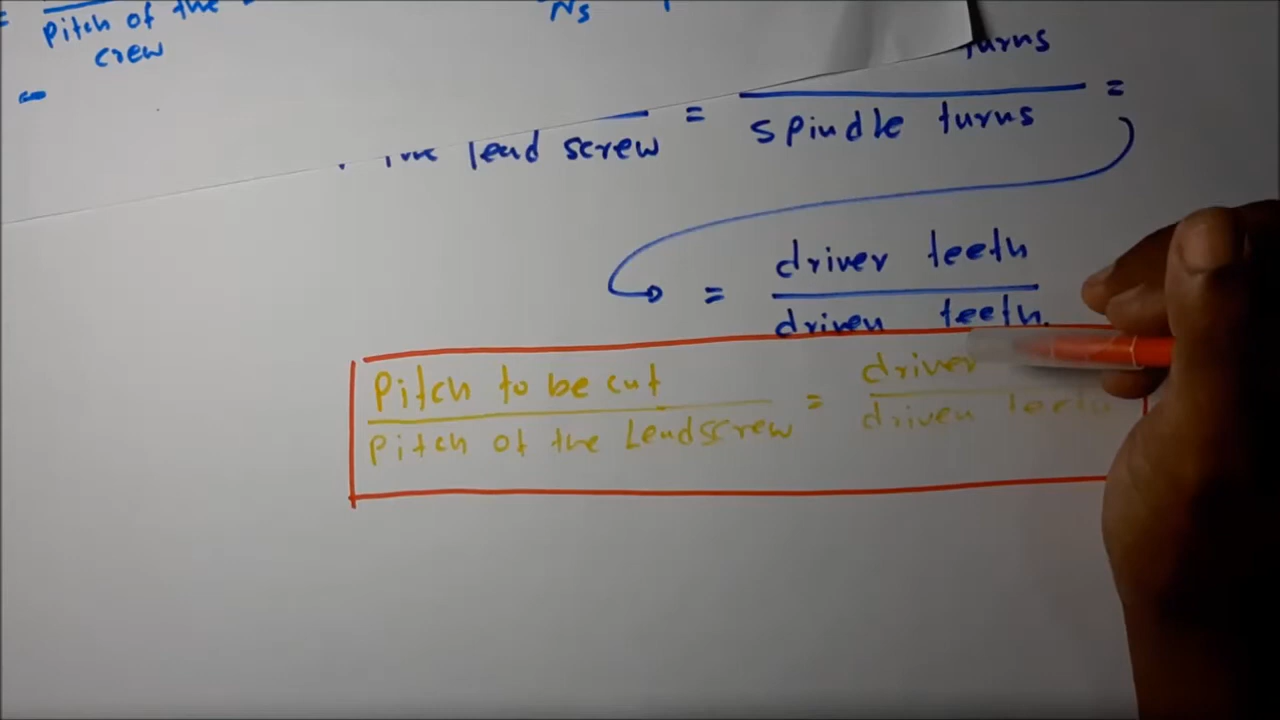 =
Pitch of the
crew
Ns
turns
lead screw = spindle turns =
= driver teeth
driven teeth.
Pitch to be cut
Pitch of the Leadscrew
= driver
driven teeth